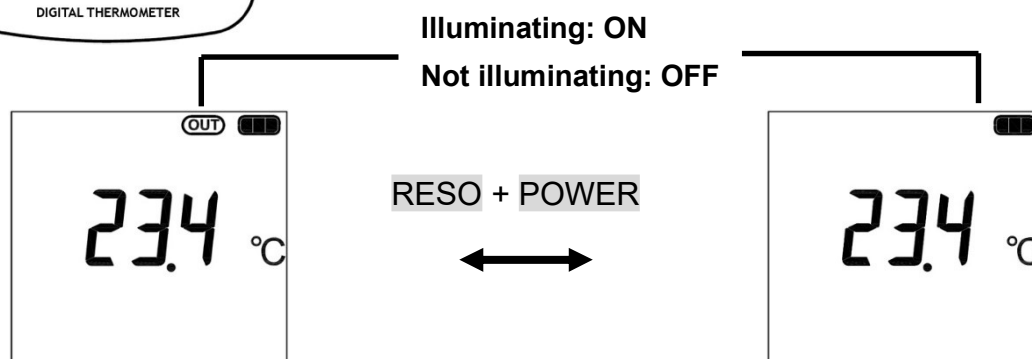 DIGITAL THERMOMETER
Illuminating: ON
Not illuminating: OFF
OUT
23.4 °C
RESO + POWER
23.4 °C